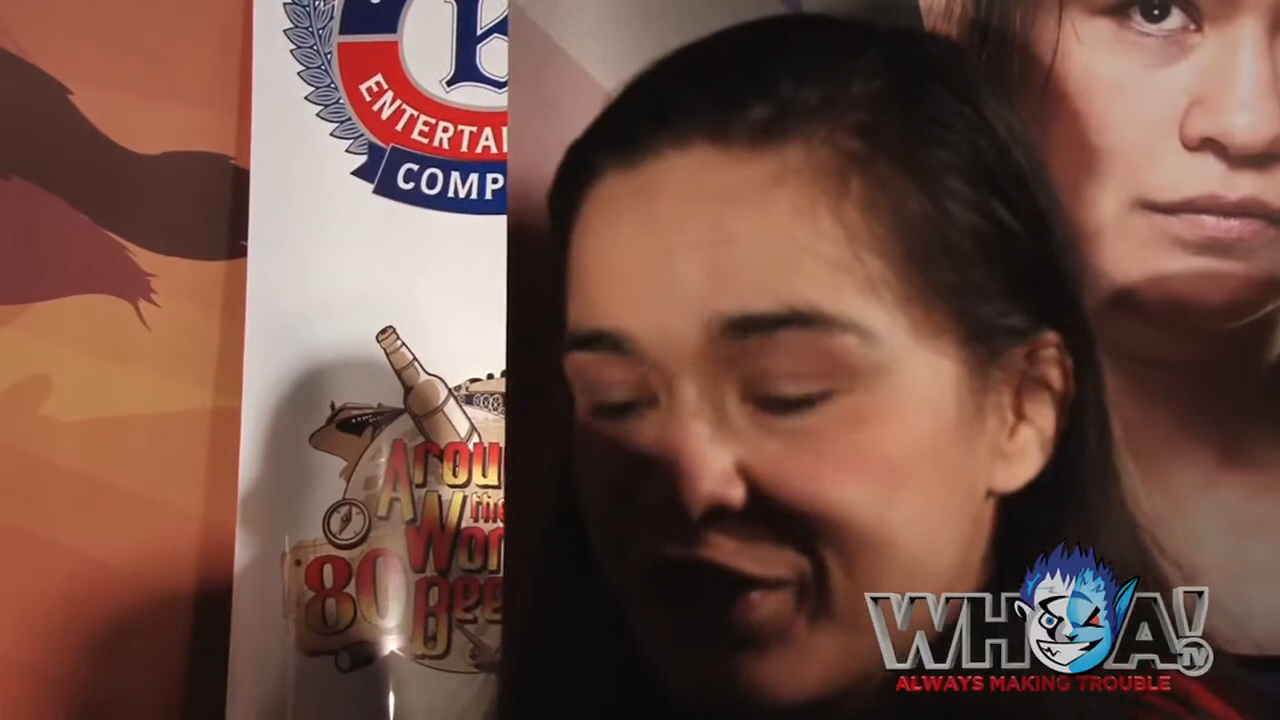 B
ENTERTAI
COMP
Arou
the
Wor
80 Bee
WHOA!
TV
ALWAYS MAKING TROUBLE